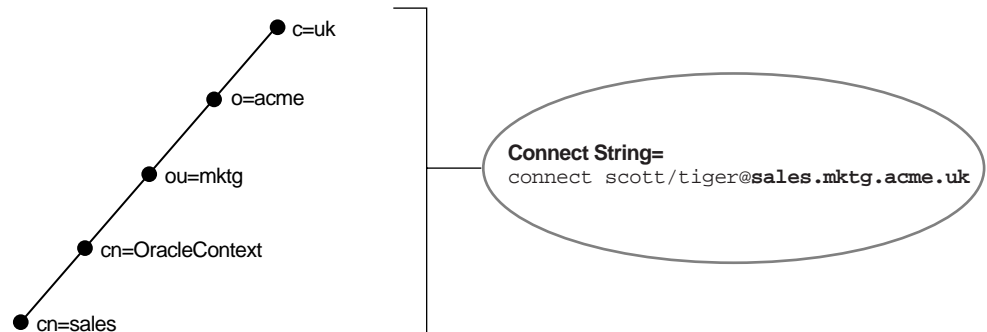 c=uk
o=acme
ou=mktg
cn=OracleContext
cn=sales
Connect String=
connect scott/tiger@sales.mktg.acme.uk